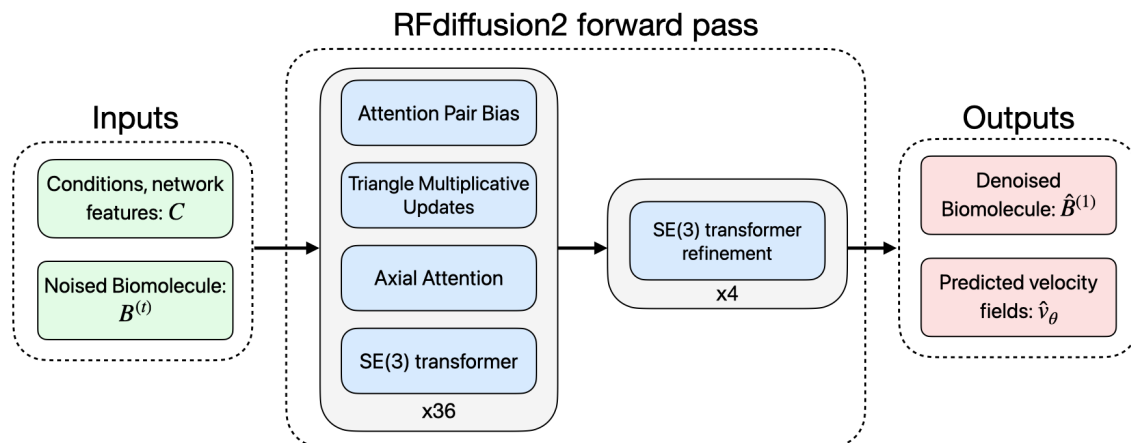 RFdiffusion2 forward pass
Inputs
Conditions, network
features: C
Noised Biomolecule:
B⁽ᵗ⁾
Attention Pair Bias
Triangle Multiplicative
Updates
Axial Attention
SE(3) transformer
x36
SE(3) transformer
refinement
x4
Outputs
Denoised
Biomolecule: B̂⁽¹⁾
Predicted velocity
fields: v̂_θ